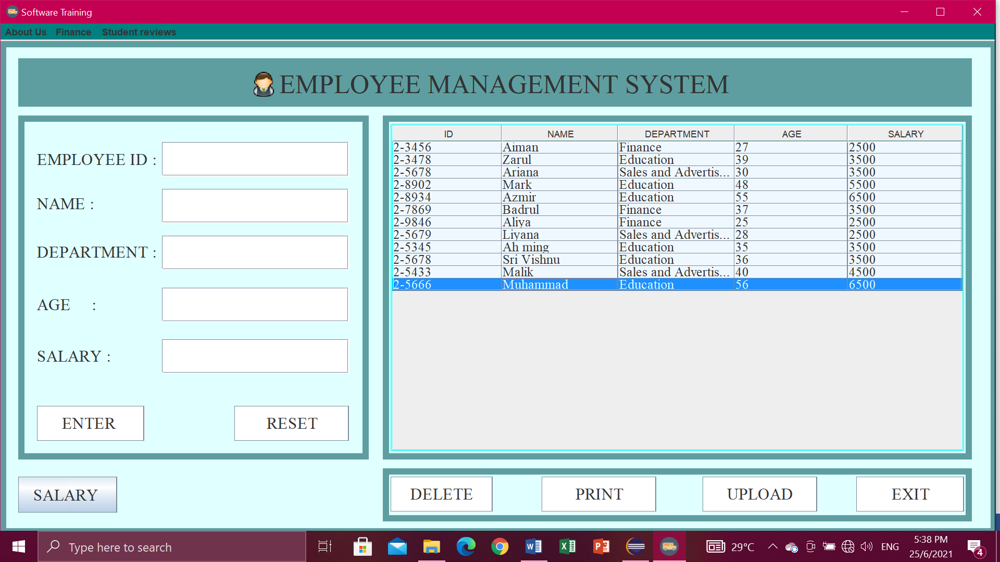 Software Training
About Us Finance Student reviews
EMPLOYEE MANAGEMENT SYSTEM
EMPLOYEE ID :
NAME :
DEPARTMENT :
AGE :
SALARY :
ENTER RESET
SALARY
ID NAME DEPARTMENT AGE SALARY
2-3456 Aiman Finance 27 2500
2-3478 Zarul Education 39 3500
2-5678 Ariana Sales and Advertis... 30 3500
2-8902 Mark Education 48 5500
2-8934 Azmir Education 55 6500
2-7869 Badrul Finance 37 3500
2-9846 Aliya Finance 25 2500
2-5679 Liyana Sales and Advertis... 28 2500
2-5345 Ah ming Education 35 3500
2-5678 Sri Vishnu Education 36 3500
2-5433 Malik Sales and Advertis... 40 4500
2-5666 Muhammad Education 56 6500
DELETE PRINT UPLOAD EXIT
Type here to search
29°C
ENG
5:38 PM
25/6/2021
4